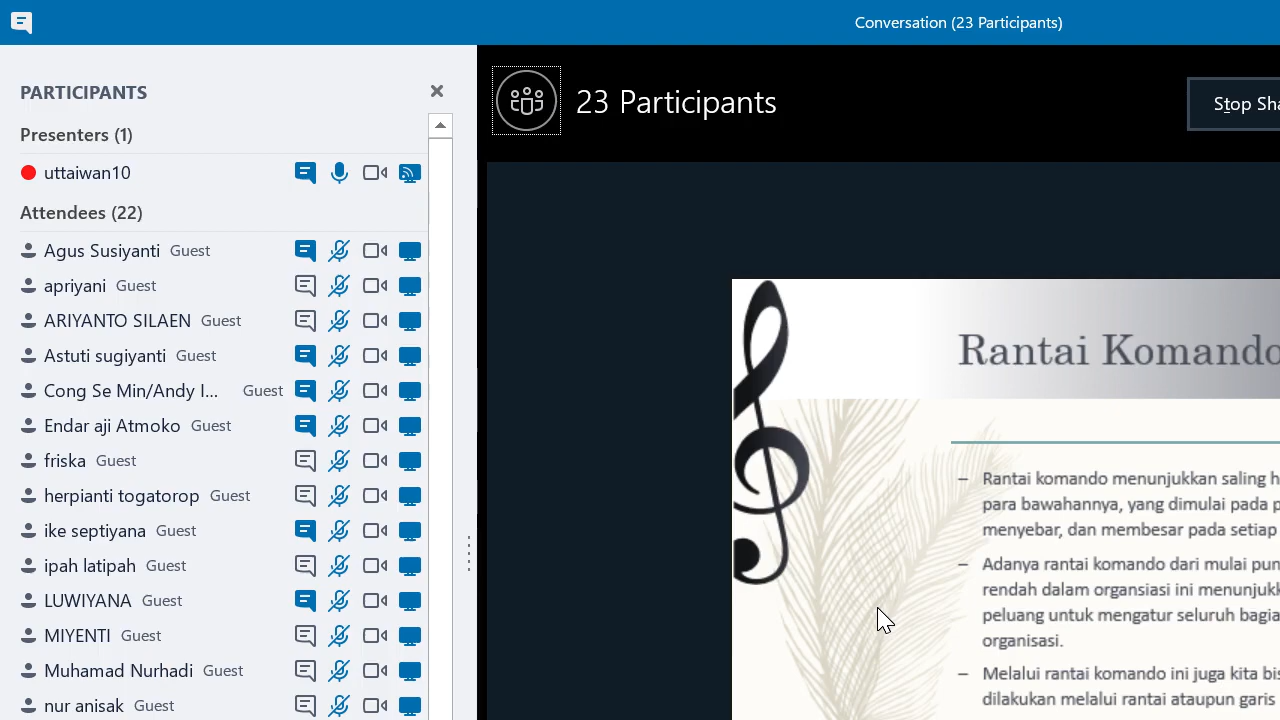 Conversation (23 Participants)
PARTICIPANTS
Presenters (1)
uttaiwan10
Attendees (22)
Agus Susiyanti Guest
apriyani Guest
ARIYANTO SILAEN Guest
Astuti sugiyanti Guest
Cong Se Min/Andy I... Guest
Endar aji Atmoko Guest
friska Guest
herpianti togatorop Guest
ike septiyana Guest
ipah latipah Guest
LUWIYANA Guest
MIYENTI Guest
Muhamad Nurhadi Guest
nur anisak Guest
23 Participants
Stop Sha
Rantai Komando
– Rantai komando menunjukkan saling h
para bawahannya, yang dimulai pada p
menyebar, dan membesar pada setiap
– Adanya rantai komando dari mulai pun
rendah dalam organsiasi ini menunjukk
peluang untuk mengatur seluruh bagia
organisasi.
– Melalui rantai komando ini juga kita bis
dilakukan melalui rantai ataupun garis